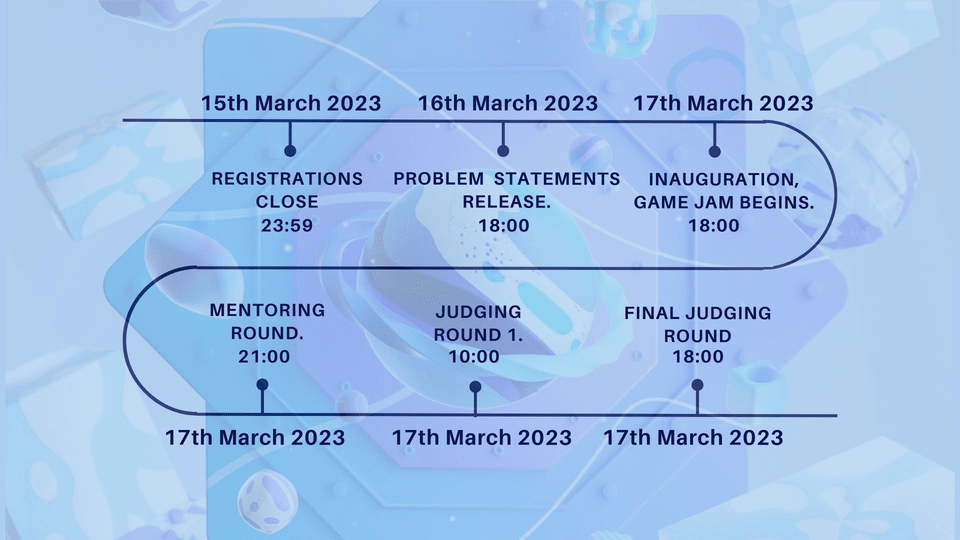 15th March 2023
REGISTRATIONS
CLOSE
23:59
16th March 2023
PROBLEM STATEMENTS
RELEASE.
18:00
17th March 2023
INAUGURATION,
GAME JAM BEGINS.
18:00
MENTORING
ROUND.
21:00
17th March 2023
JUDGING
ROUND 1.
10:00
17th March 2023
FINAL JUDGING
ROUND
18:00
17th March 2023